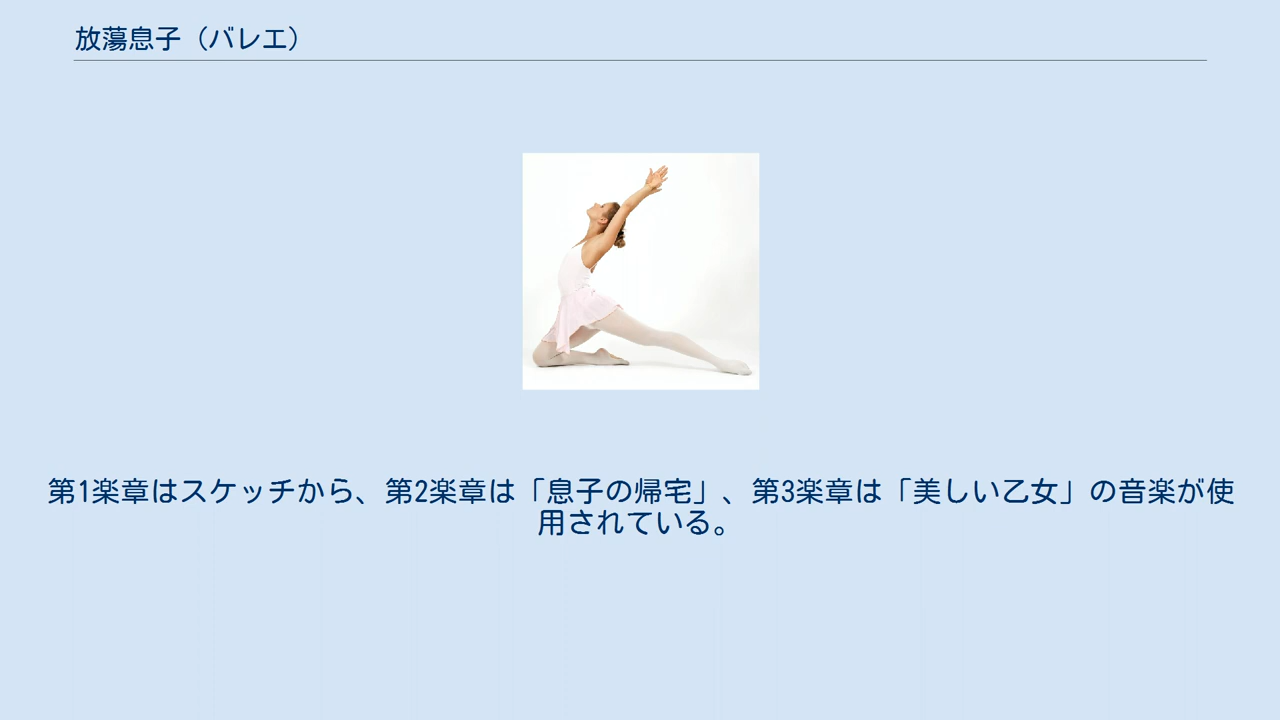 放蕩息子（バレエ）
第1楽章はスケッチから、第2楽章は「息子の帰宅」、第3楽章は「美しい乙女」の音楽が使
用されている。